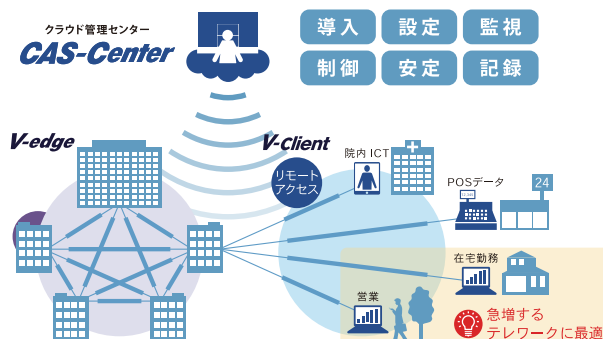 クラウド管理センター
CAS-Center
導入
設定
監視
制御
安定
記録
V-edge
V-Client
リモート
アクセス
院内ICT
POSデータ
24
在宅勤務
営業
急増する
テレワークに最適